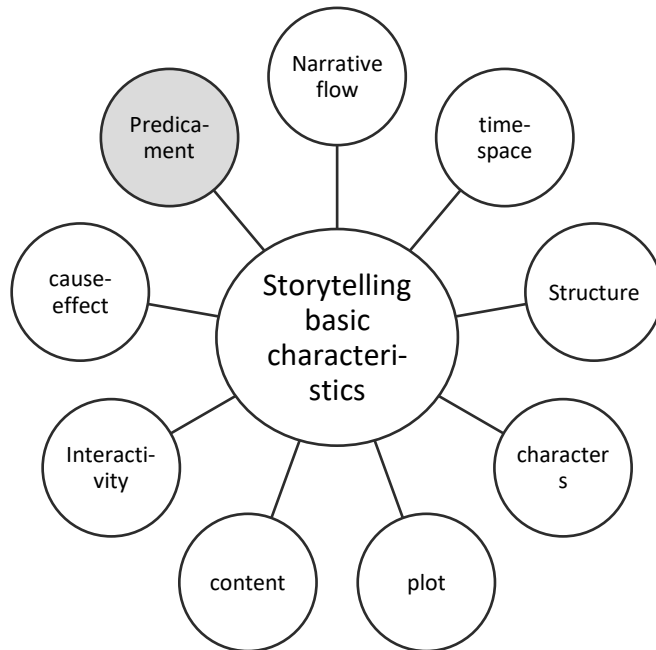 Narrative
flow
time-
space
Structure
character
s
plot
content
Interacti-
vity
cause-
effect
Predica-
ment
Storytelling
basic
characteri-
stics